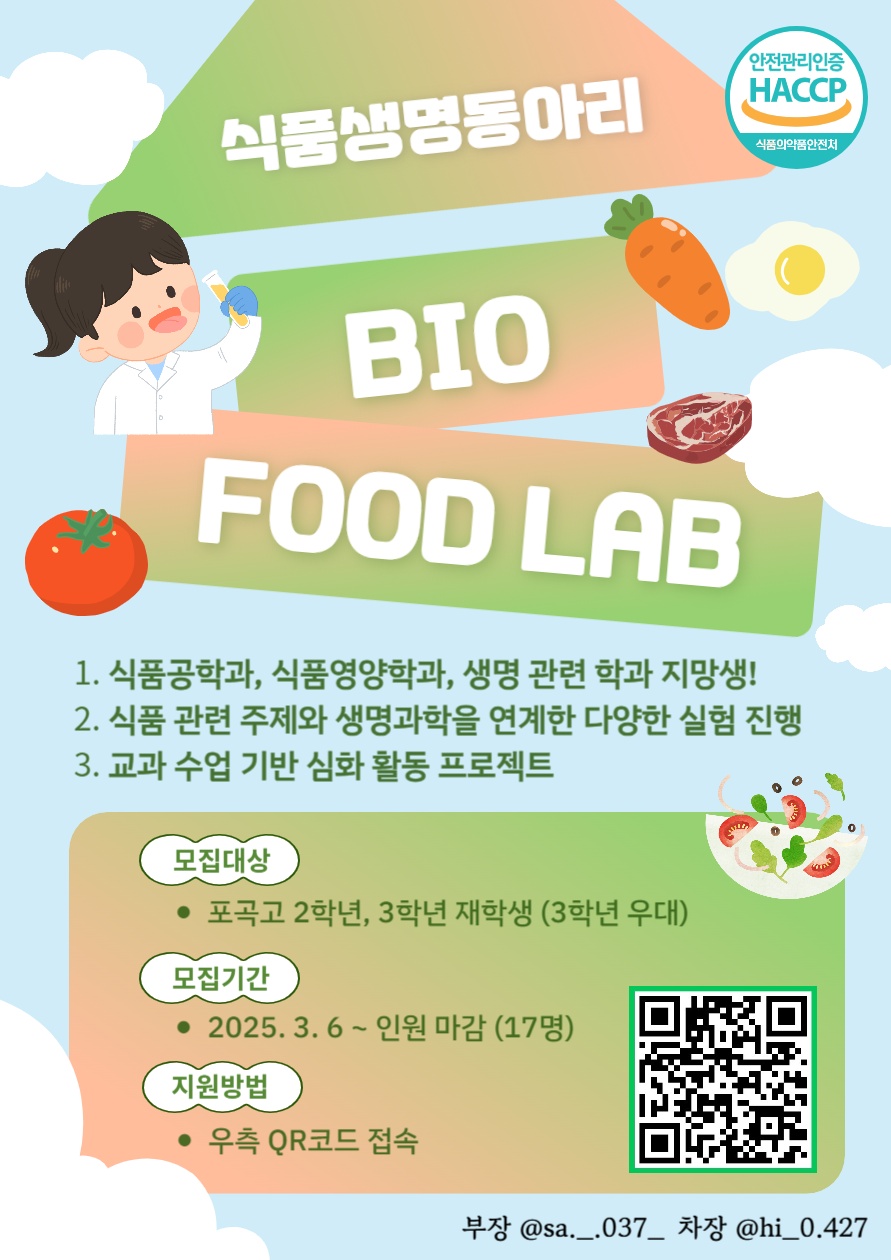 식품생명동아리
안전관리인증
HACCP
식품의약품안전처
BIO
FOOD LAB
1. 식품공학과, 식품영양학과, 생명 관련 학과 지망생!
2. 식품 관련 주제와 생명과학을 연계한 다양한 실험 진행
3. 교과 수업 기반 심화 활동 프로젝트
모집대상
• 포곡고 2학년, 3학년 재학생 (3학년 우대)
모집기간
• 2025. 3. 6 ~ 인원 마감 (17명)
지원방법
• 우측 QR코드 접속
부장 @sa._.037_ 차장 @hi_0.427